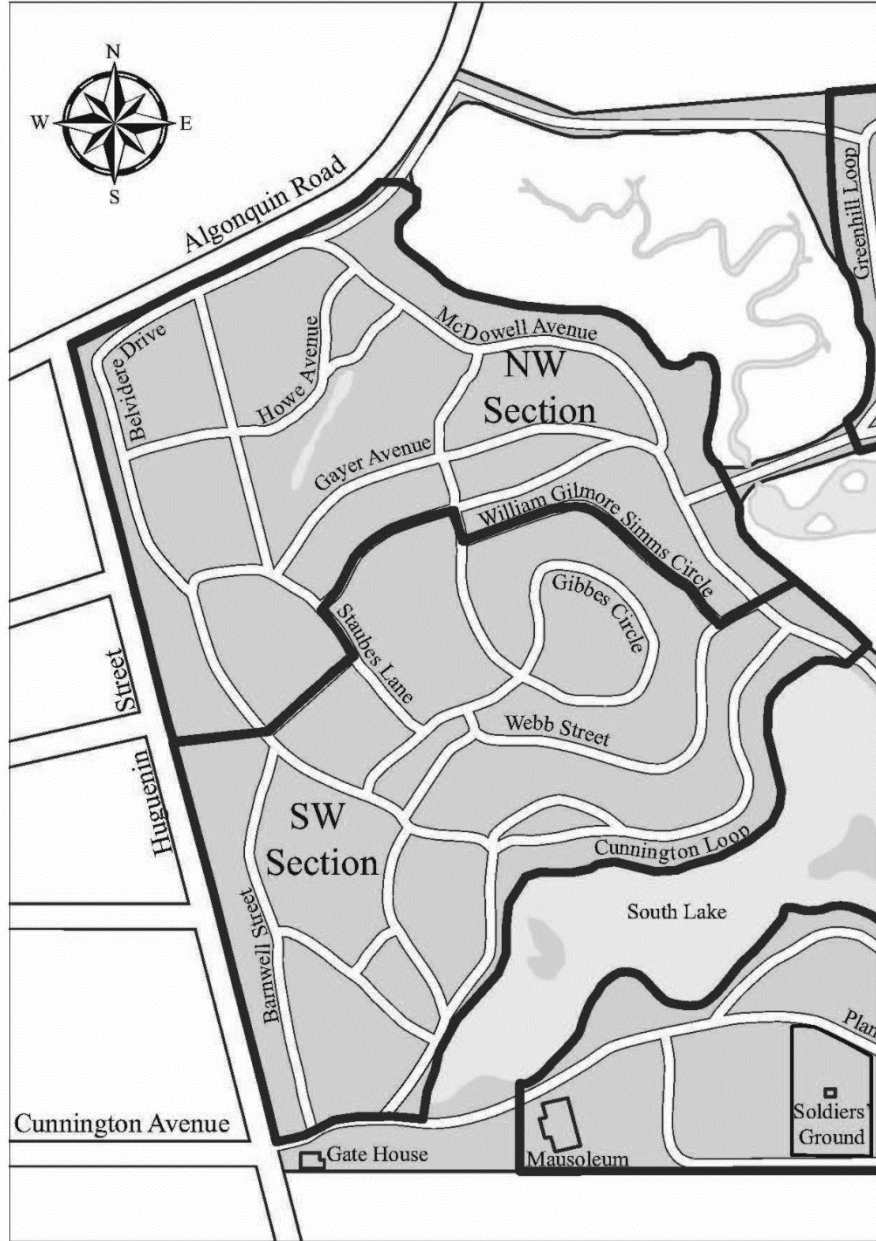 N
W
E
S
Algonquin Road
Greenhill Loop
McDowell Avenue
Belvidere Drive
Howe Avenue
NW
Section
Gayer Avenue
William Gilmore Simms Circle
Gibbes Circle
Staubes Lane
Street
Huguenin
Webb Street
SW
Section
Cunnington Loop
Barnwell Street
South Lake
Plan
Cunnington Avenue
Gate House
Mausoleum
Soldiers'
Ground